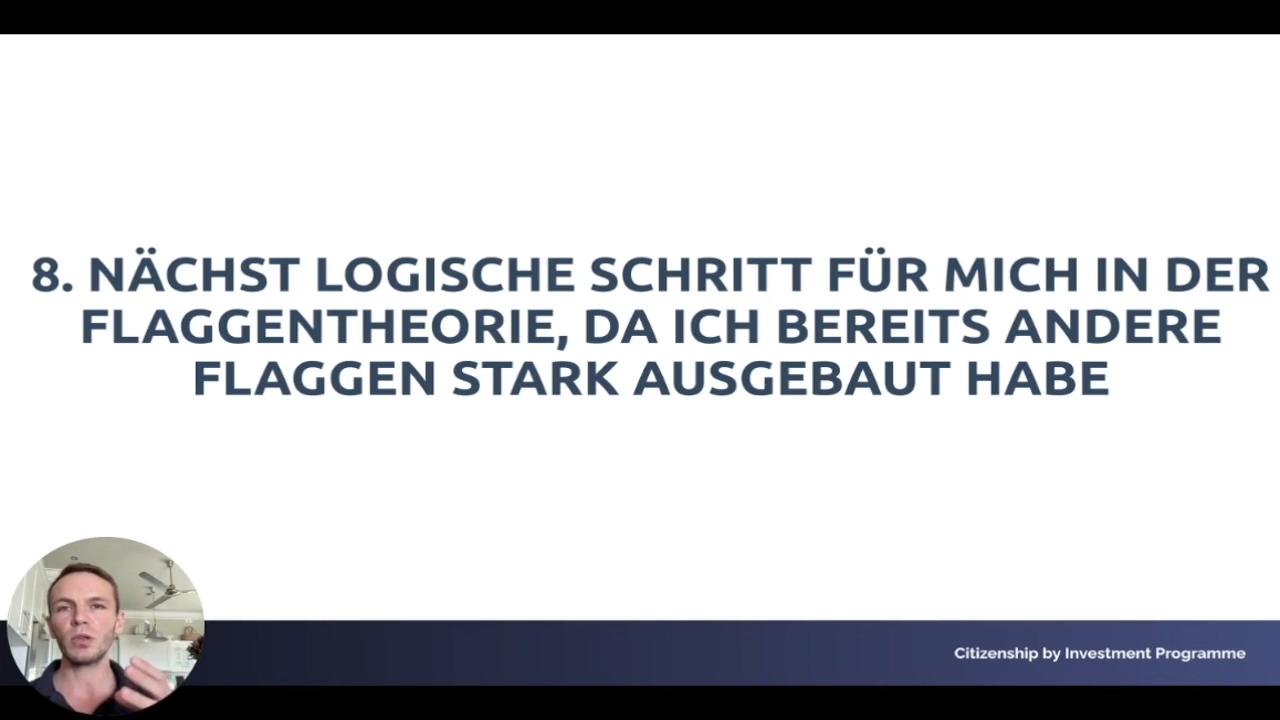 8. NÄCHST LOGISCHE SCHRITT FÜR MICH IN DER
FLAGGENTHEORIE, DA ICH BEREITS ANDERE
FLAGGEN STARK AUSGEBAUT HABE
Citizenship by Investment Programme